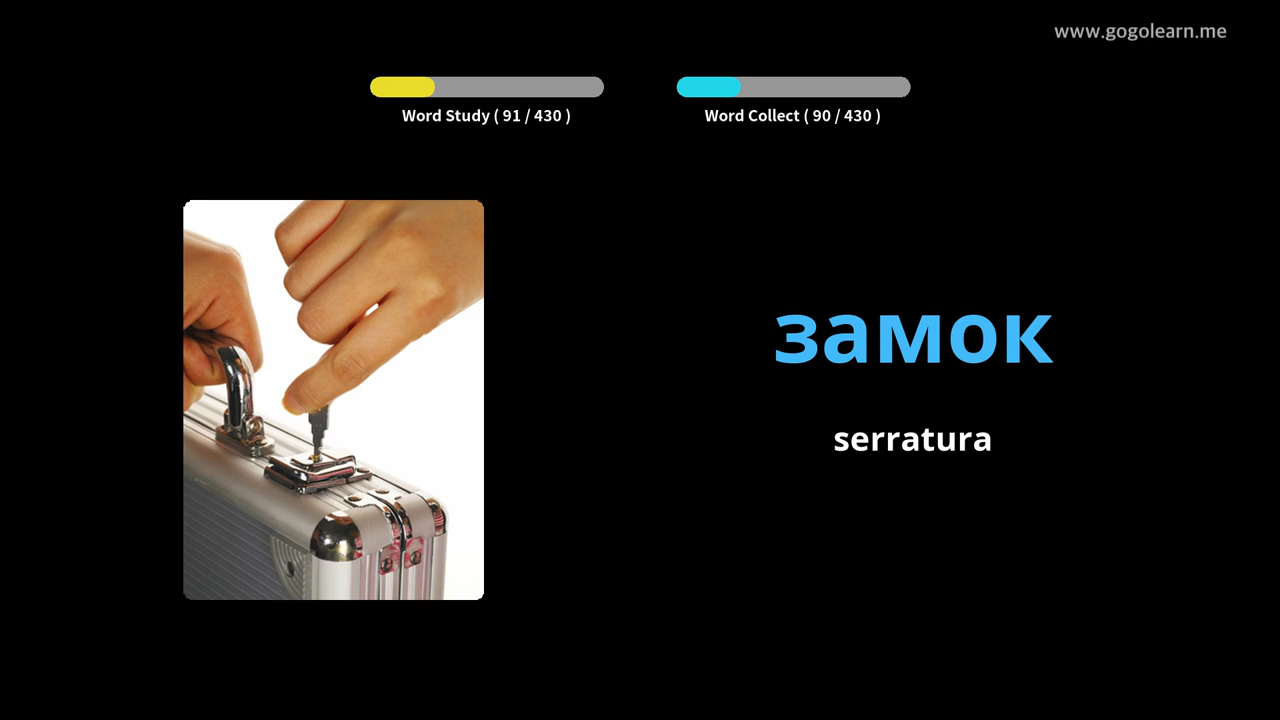 www.gogolearn.me
Word Study ( 91 / 430 )
Word Collect ( 90 / 430 )
замок
serratura